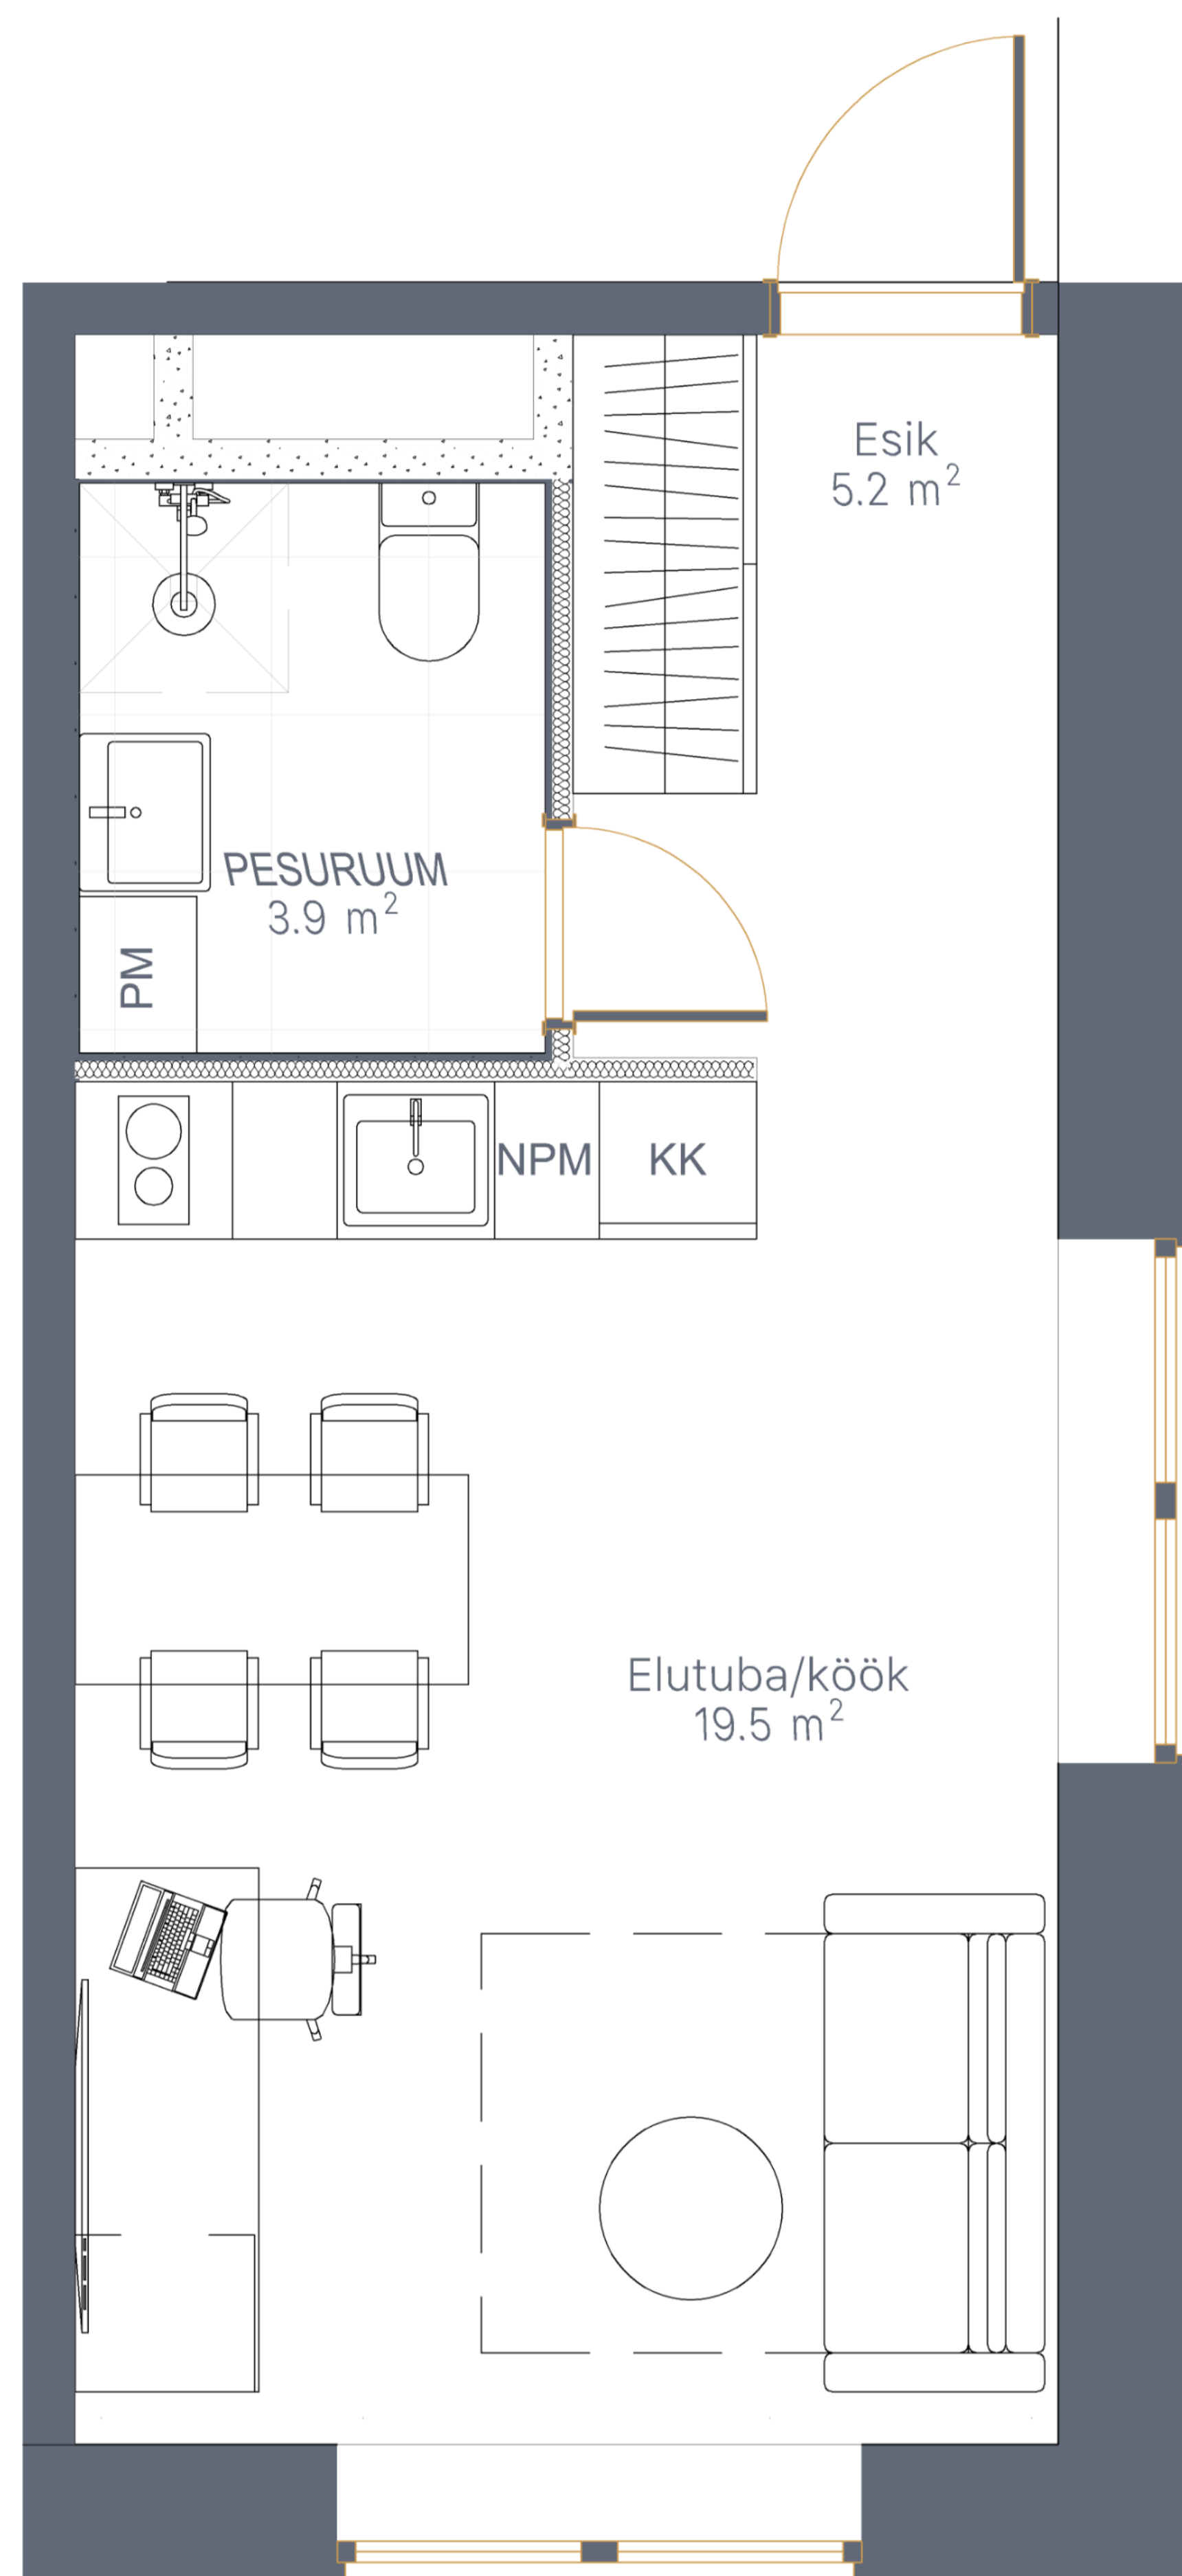 Esik
5.2 m²
PESURUUM
3.9 m²
PM
NPM
KK
Elutuba/köök
19.5 m²